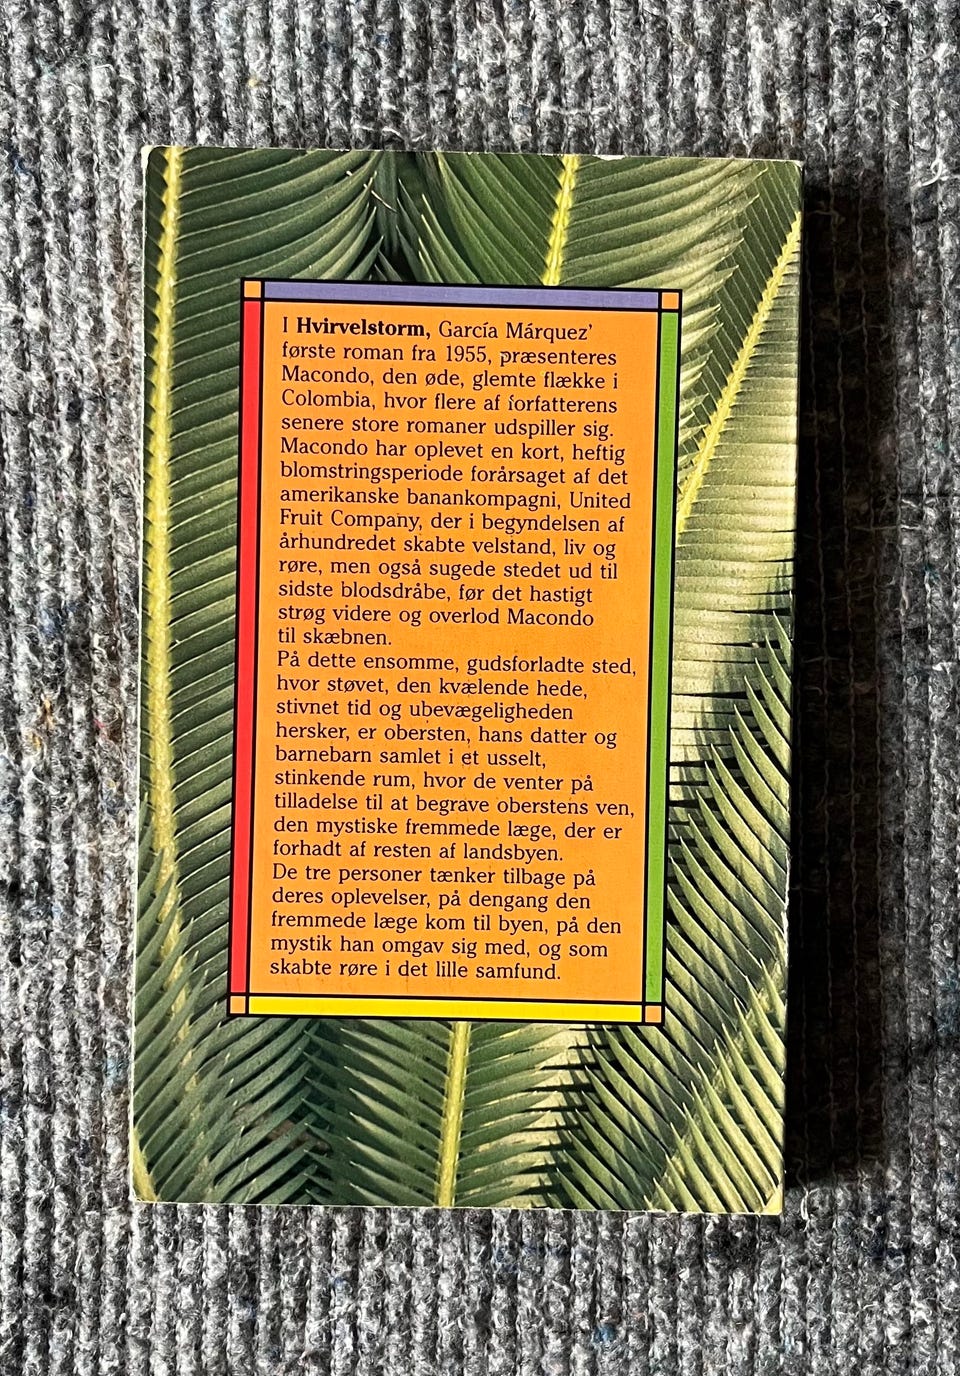 I Hvirvelstorm, García Márquez'
første roman fra 1955, præsenteres
Macondo, den øde, glemte flække i
Colombia, hvor flere af forfatterens
senere store romaner udspiller sig.
Macondo har oplevet en kort, heftig
blomstringsperiode forårsaget af det
amerikanske banankompagni, United
Fruit Company, der i begyndelsen af
århundredet skabte velstand, liv og
røre, men også sugede stedet ud til
sidste blodsdråbe, før det hastigt
strøg videre og overlod Macondo
til skæbnen.
På dette ensomme, gudsforladte sted,
hvor støvet, den kvælende hede,
stivnet tid og ubevægeligheden
hersker, er obersten, hans datter og
barnebarn samlet i et usselt,
stinkende rum, hvor de venter på
tilladelse til at begrave oberstens ven,
den mystiske fremmede læge, der er
forhadt af resten af landsbyen.
De tre personer tænker tilbage på
deres oplevelser, på dengang den
fremmede læge kom til byen, på den
mystik han omgav sig med, og som
skabte røre i det lille samfund.